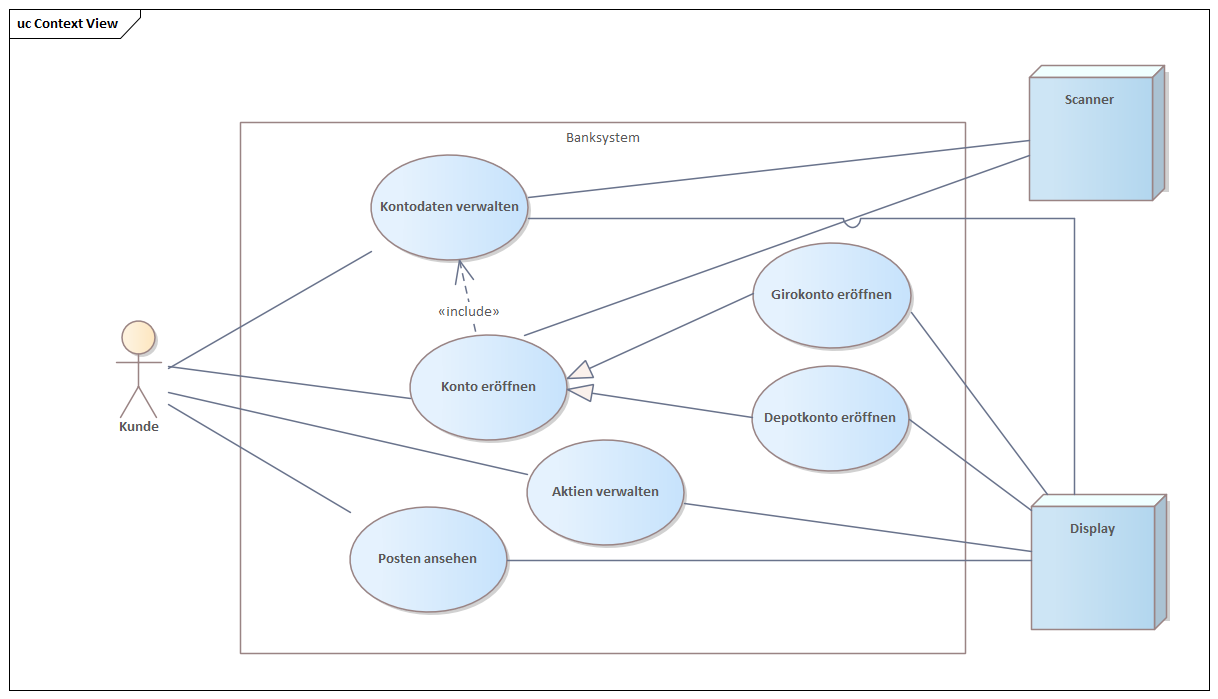 uc Context View
Scanner
Banksystem
Kontodaten verwalten
Girokonto eröffnen
«include»
Konto eröffnen
Depotkonto eröffnen
Kunde
Aktien verwalten
Display
Posten ansehen